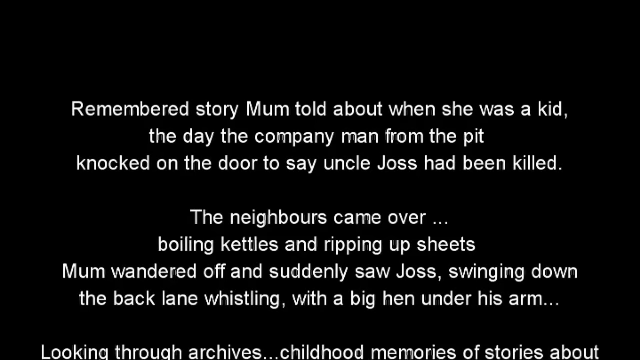 Remembered story Mum told about when she was a kid,
the day the company man from the pit
knocked on the door to say uncle Joss had been killed.
The neighbours came over ...
boiling kettles and ripping up sheets
Mum wandered off and suddenly saw Joss, swinging down
the back lane whistling, with a big hen under his arm...
Looking through archives...childhood memories of stories about